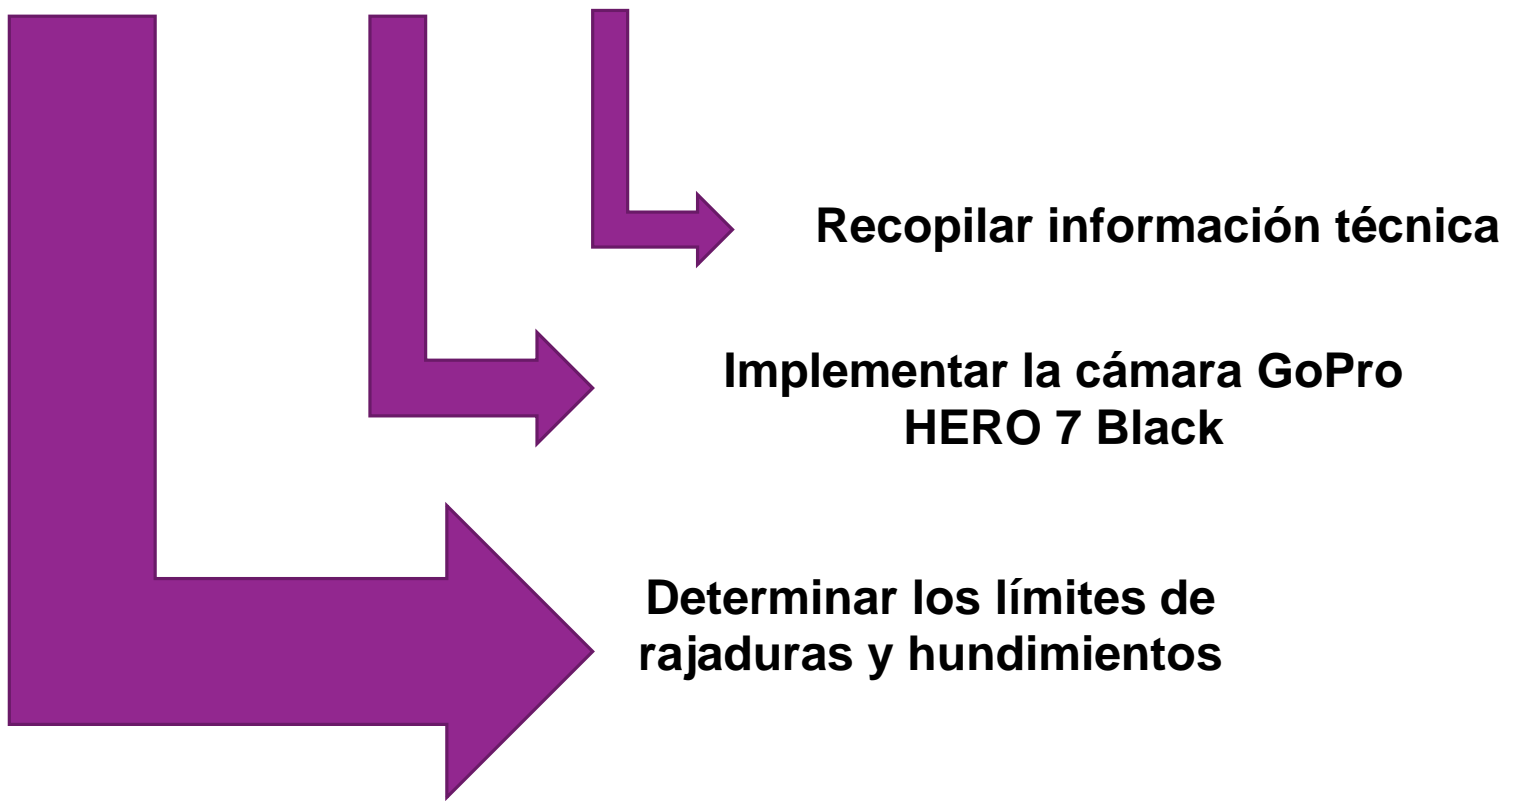 Recopilar información técnica
Implementar la cámara GoPro
HERO 7 Black
Determinar los límites de
rajaduras y hundimientos